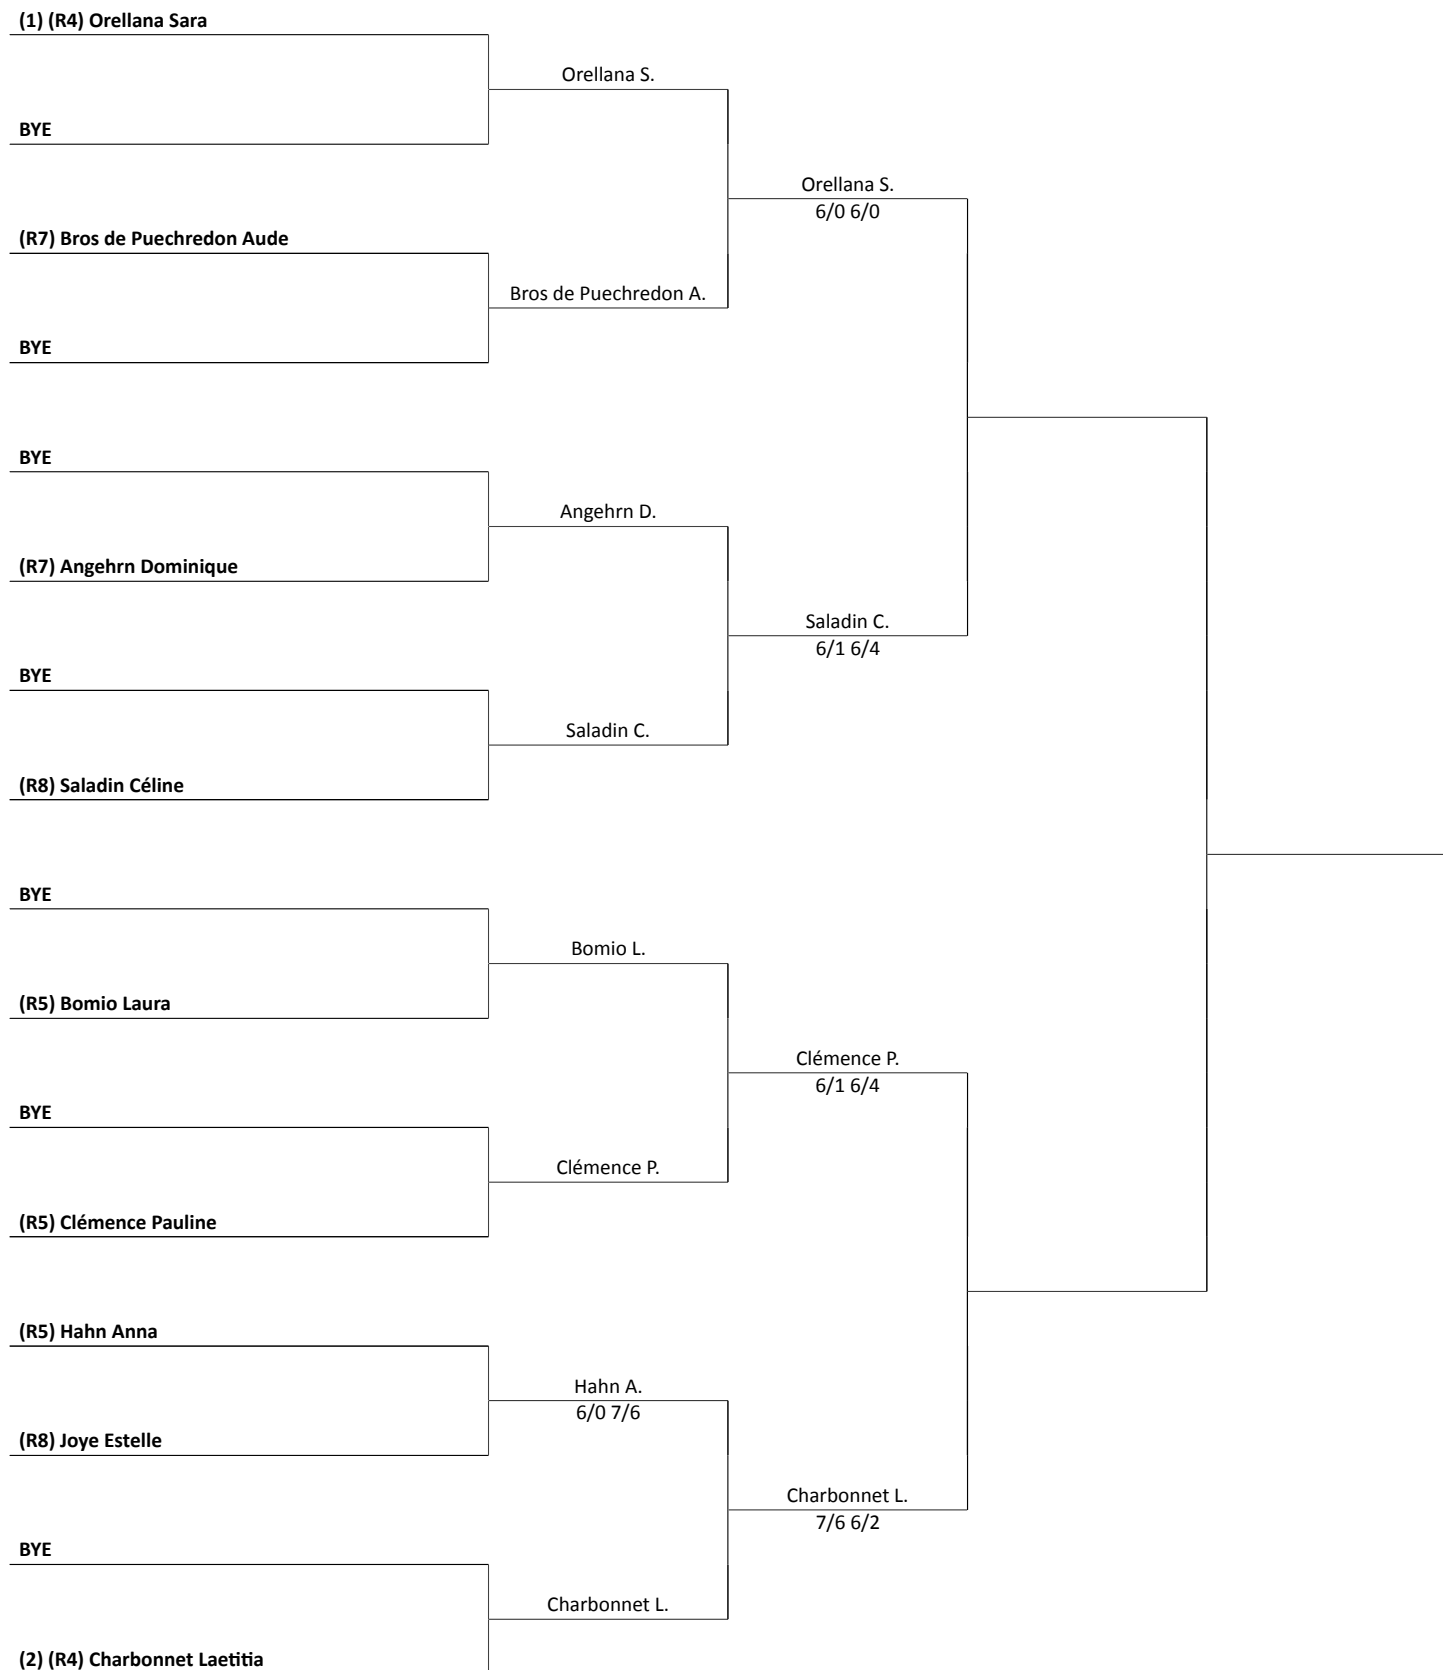 (1) (R4) Orellana Sara
Orellana S.
BYE
Orellana S.
6/0 6/0
(R7) Bros de Puechredon Aude
Bros de Puechredon A.
BYE
BYE
Angehrn D.
(R7) Angehrn Dominique
Saladin C.
6/1 6/4
BYE
Saladin C.
(R8) Saladin Céline
BYE
Bomio L.
(R5) Bomio Laura
Clémence P.
6/1 6/4
BYE
Clémence P.
(R5) Clémence Pauline
(R5) Hahn Anna
Hahn A.
6/0 7/6
(R8) Joye Estelle
Charbonnet L.
7/6 6/2
BYE
Charbonnet L.
(2) (R4) Charbonnet Laetitia